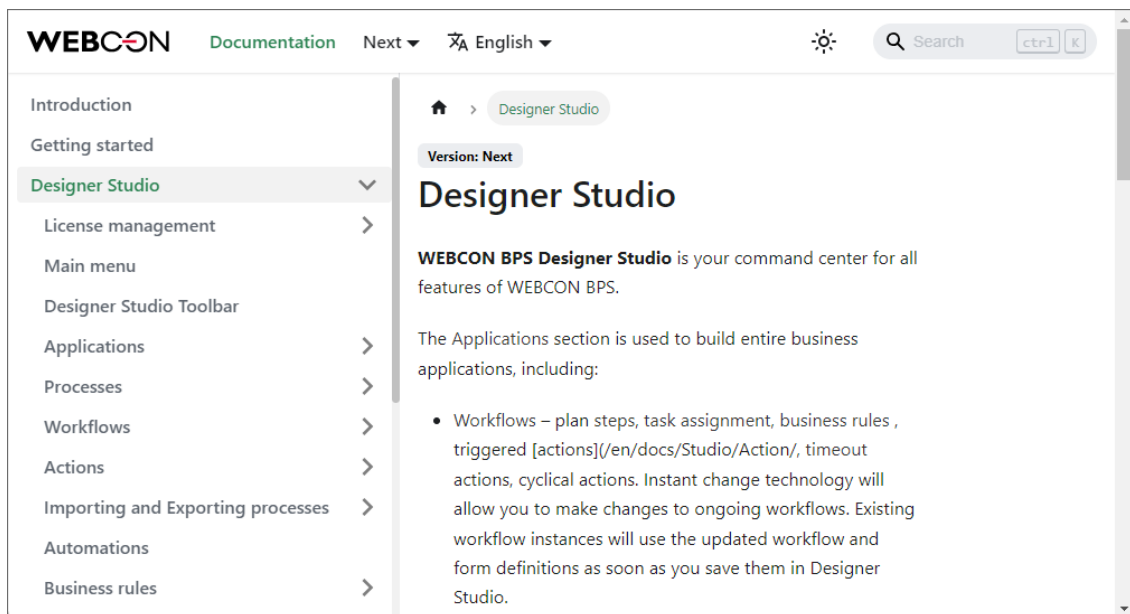 WEBCON Documentation Next English Search ctrl K
Introduction
Getting started
Designer Studio
License management
Main menu
Designer Studio Toolbar
Applications
Processes
Workflows
Actions
Importing and Exporting processes
Automations
Business rules
Designer Studio
Version: Next
Designer Studio
WEBCON BPS Designer Studio is your command center for all
features of WEBCON BPS.
The Applications section is used to build entire business
applications, including:
• Workflows – plan steps, task assignment, business rules ,
triggered [actions](/en/docs/Studio/Action/, timeout
actions, cyclical actions. Instant change technology will
allow you to make changes to ongoing workflows. Existing
workflow instances will use the updated workflow and
form definitions as soon as you save them in Designer
Studio.